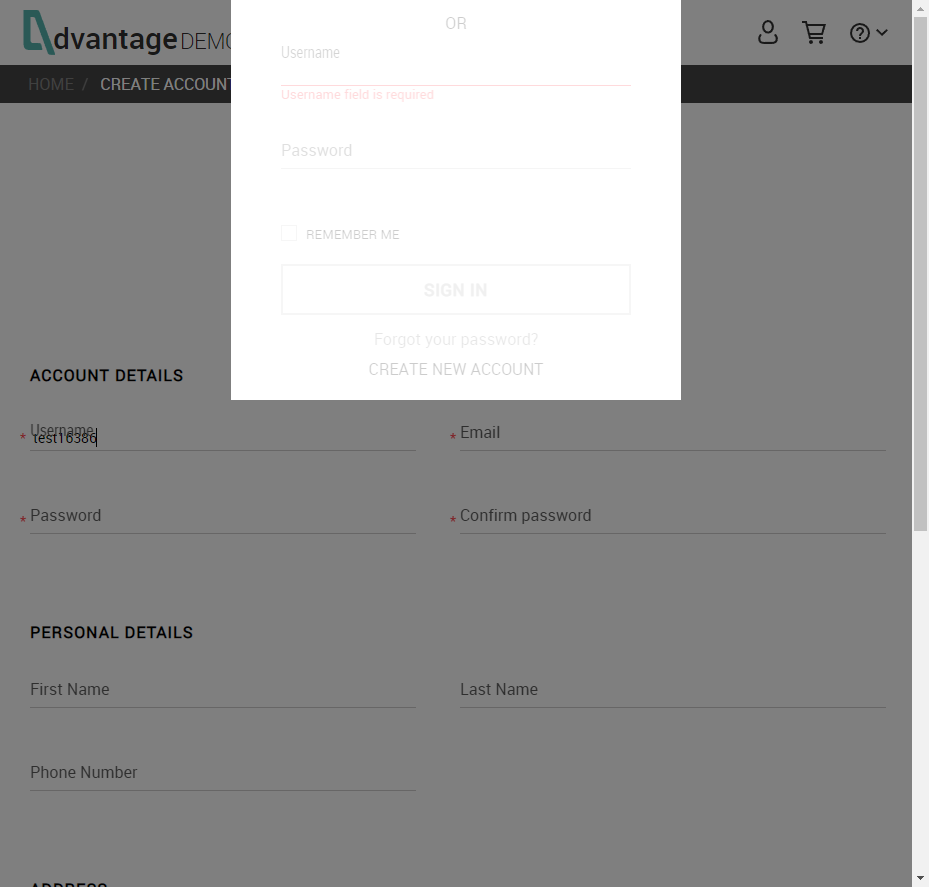 dvantage DEMO
OR
Username
Username field is required
Password
REMEMBER ME
SIGN IN
Forgot your password?
CREATE NEW ACCOUNT
HOME / CREATE ACCOUNT
ACCOUNT DETAILS
* Username
test16386
* Email
* Password
* Confirm password
PERSONAL DETAILS
First Name
Last Name
Phone Number
ADDRESS